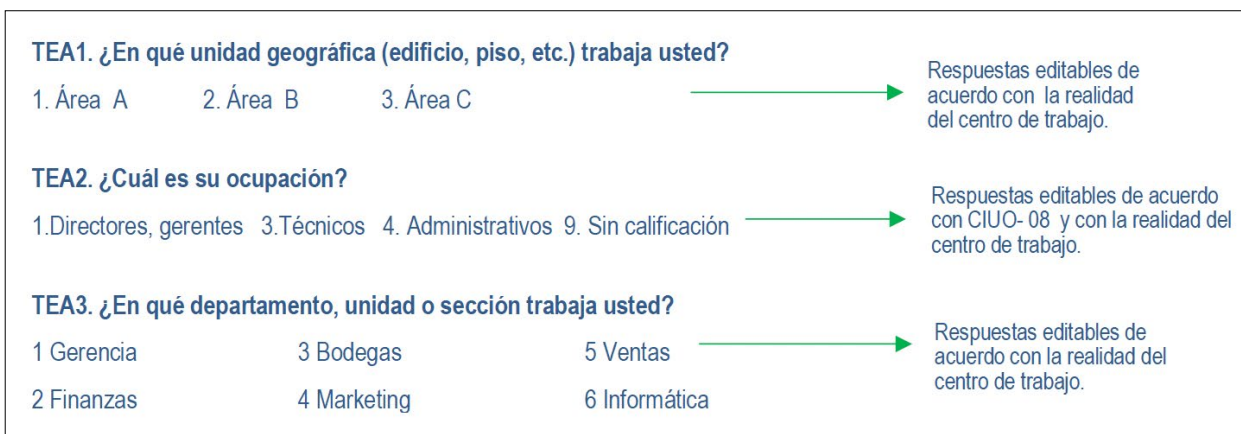 TEA1. ¿En qué unidad geográfica (edificio, piso, etc.) trabaja usted?
1. Área A 2. Área B 3. Área C
Respuestas editables de
acuerdo con la realidad
del centro de trabajo.
TEA2. ¿Cuál es su ocupación?
1.Directores, gerentes 3.Técnicos 4. Administrativos 9. Sin calificación
Respuestas editables de acuerdo
con CIUO- 08 y con la realidad del
centro de trabajo.
TEA3. ¿En qué departamento, unidad o sección trabaja usted?
1 Gerencia 3 Bodegas 5 Ventas
2 Finanzas 4 Marketing 6 Informática
Respuestas editables de
acuerdo con la realidad del
centro de trabajo.